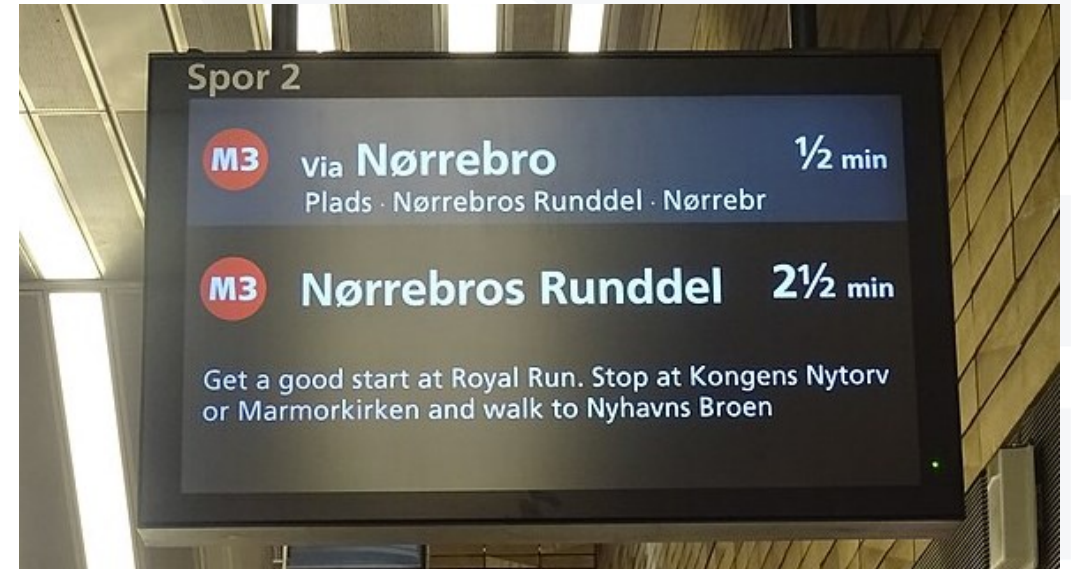 Spor 2
M3 Via Nørrebro ½ min
Plads · Nørrebros Runddel · Nørrebr
M3 Nørrebros Runddel 2½ min
Get a good start at Royal Run. Stop at Kongens Nytorv
or Marmorkirken and walk to Nyhavns Broen